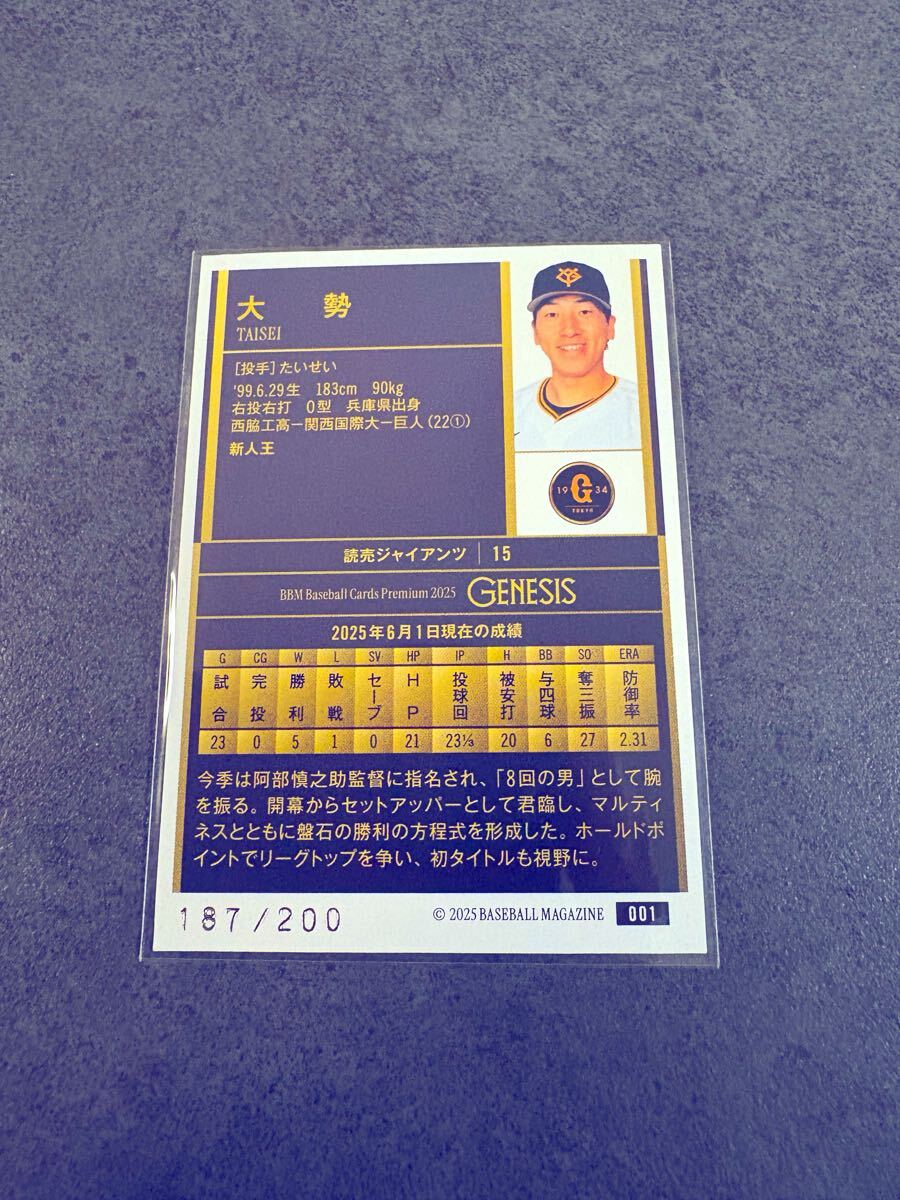 大 勢
TAISEI
[投手]たいせい
'99.6.29生 183cm 90kg
右投右打 O型 兵庫県出身
西脇工高－関西国際大－巨人(22①)
新人王
YG
19 G 34
TOKYO
読売ジャイアンツ | 15
BBM Baseball Cards Premium 2025 GENESIS
2025年6月1日現在の成績
G CG W L SV HP IP H BB SO ERA
試合 完投 勝利 敗戦 セーブ HP 投球回 被安打 与四球 奪三振 防御率
23 0 5 1 0 21 23⅓ 20 6 27 2.31
今季は阿部慎之助監督に指名され、「8回の男」として腕
を振る。開幕からセットアッパーとして君臨し、マルティ
ネスとともに盤石の勝利の方程式を形成した。ホールドポ
イントでリーグトップを争い、初タイトルも視野に。
187/200
© 2025 BASEBALL MAGAZINE 001